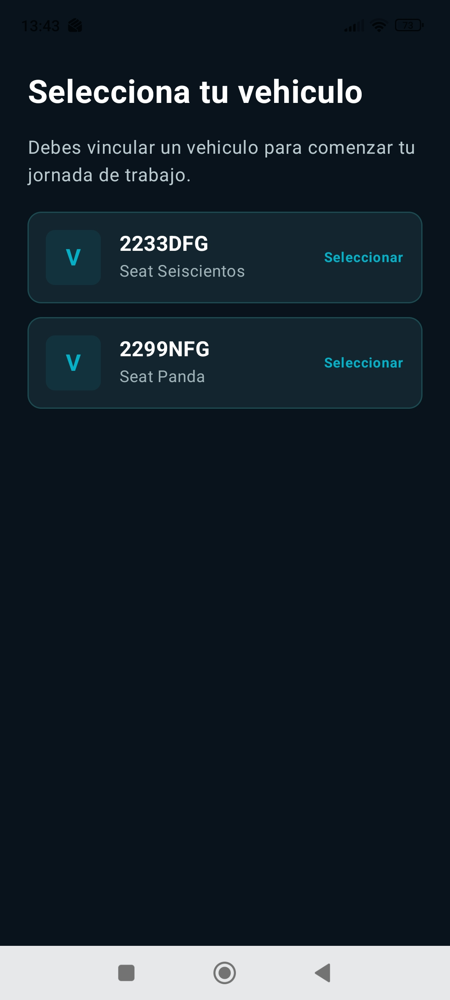 13:43
73
Selecciona tu vehiculo
Debes vincular un vehiculo para comenzar tu
jornada de trabajo.
V
2233DFG
Seat Seiscientos
Seleccionar
V
2299NFG
Seat Panda
Seleccionar